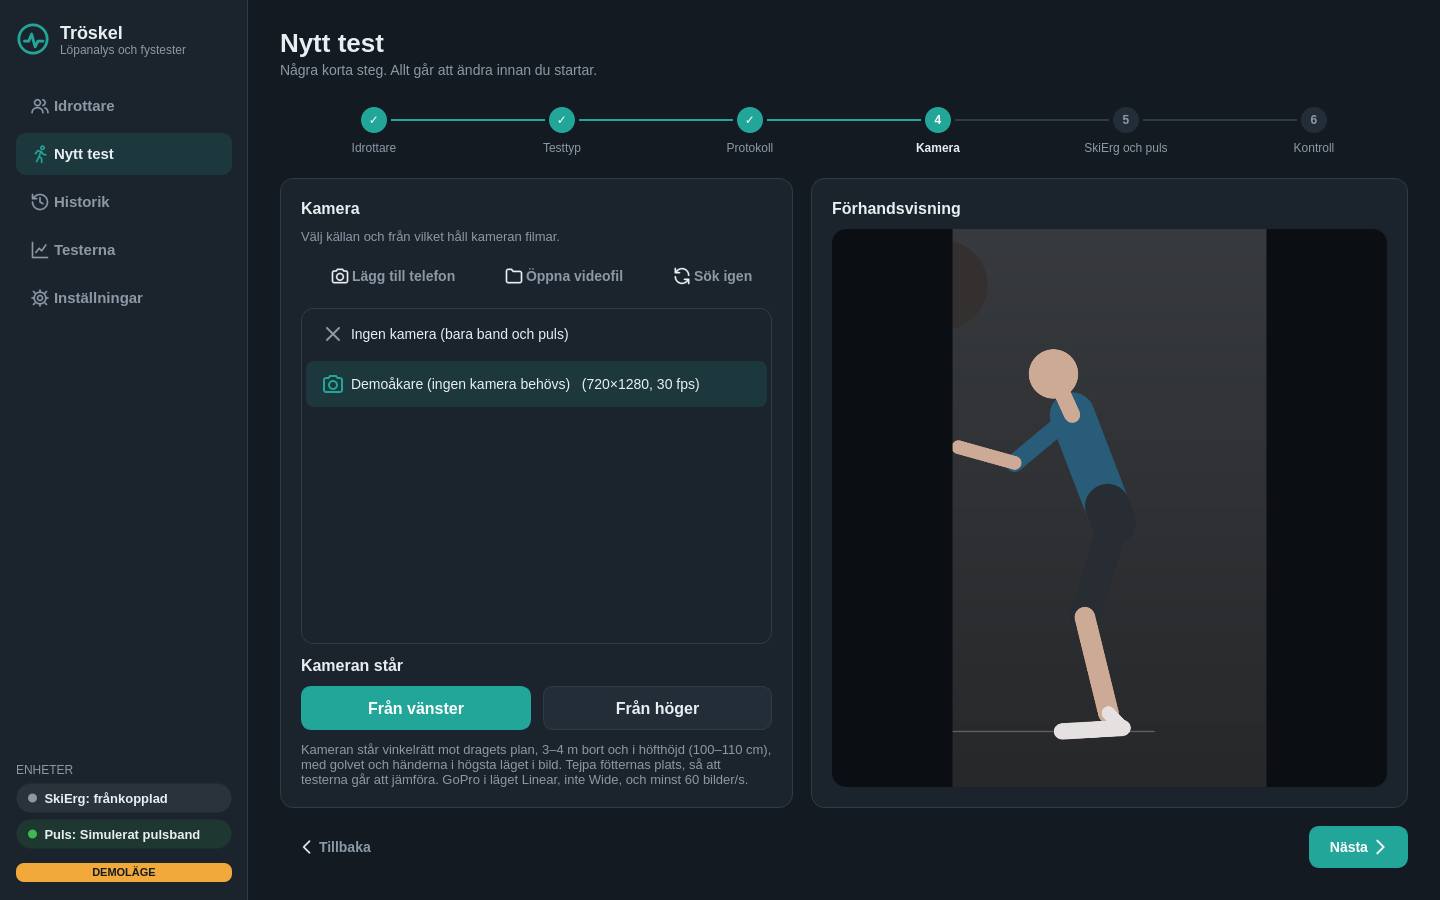 Tröskel
Löpanalys och fystester
Idrottare
Nytt test
Historik
Testerna
Inställningar
ENHETER
SkiErg: frånkopplad
Puls: Simulerat pulsband
DEMOLÄGE
Nytt test
Några korta steg. Allt går att ändra innan du startar.
✓ ✓ ✓ 4 5 6
Idrottare Testtyp Protokoll Kamera SkiErg och puls Kontroll
Kamera
Välj källan och från vilket håll kameran filmar.
Lägg till telefon Öppna videofil Sök igen
Ingen kamera (bara band och puls)
Demoåkare (ingen kamera behövs) (720×1280, 30 fps)
Kameran står
Från vänster Från höger
Kameran står vinkelrätt mot dragets plan, 3–4 m bort och i höfthöjd (100–110 cm),
med golvet och händerna i högsta läget i bild. Tejpa fötternas plats, så att
testerna går att jämföra. GoPro i läget Linear, inte Wide, och minst 60 bilder/s.
Förhandsvisning
Tillbaka
Nästa